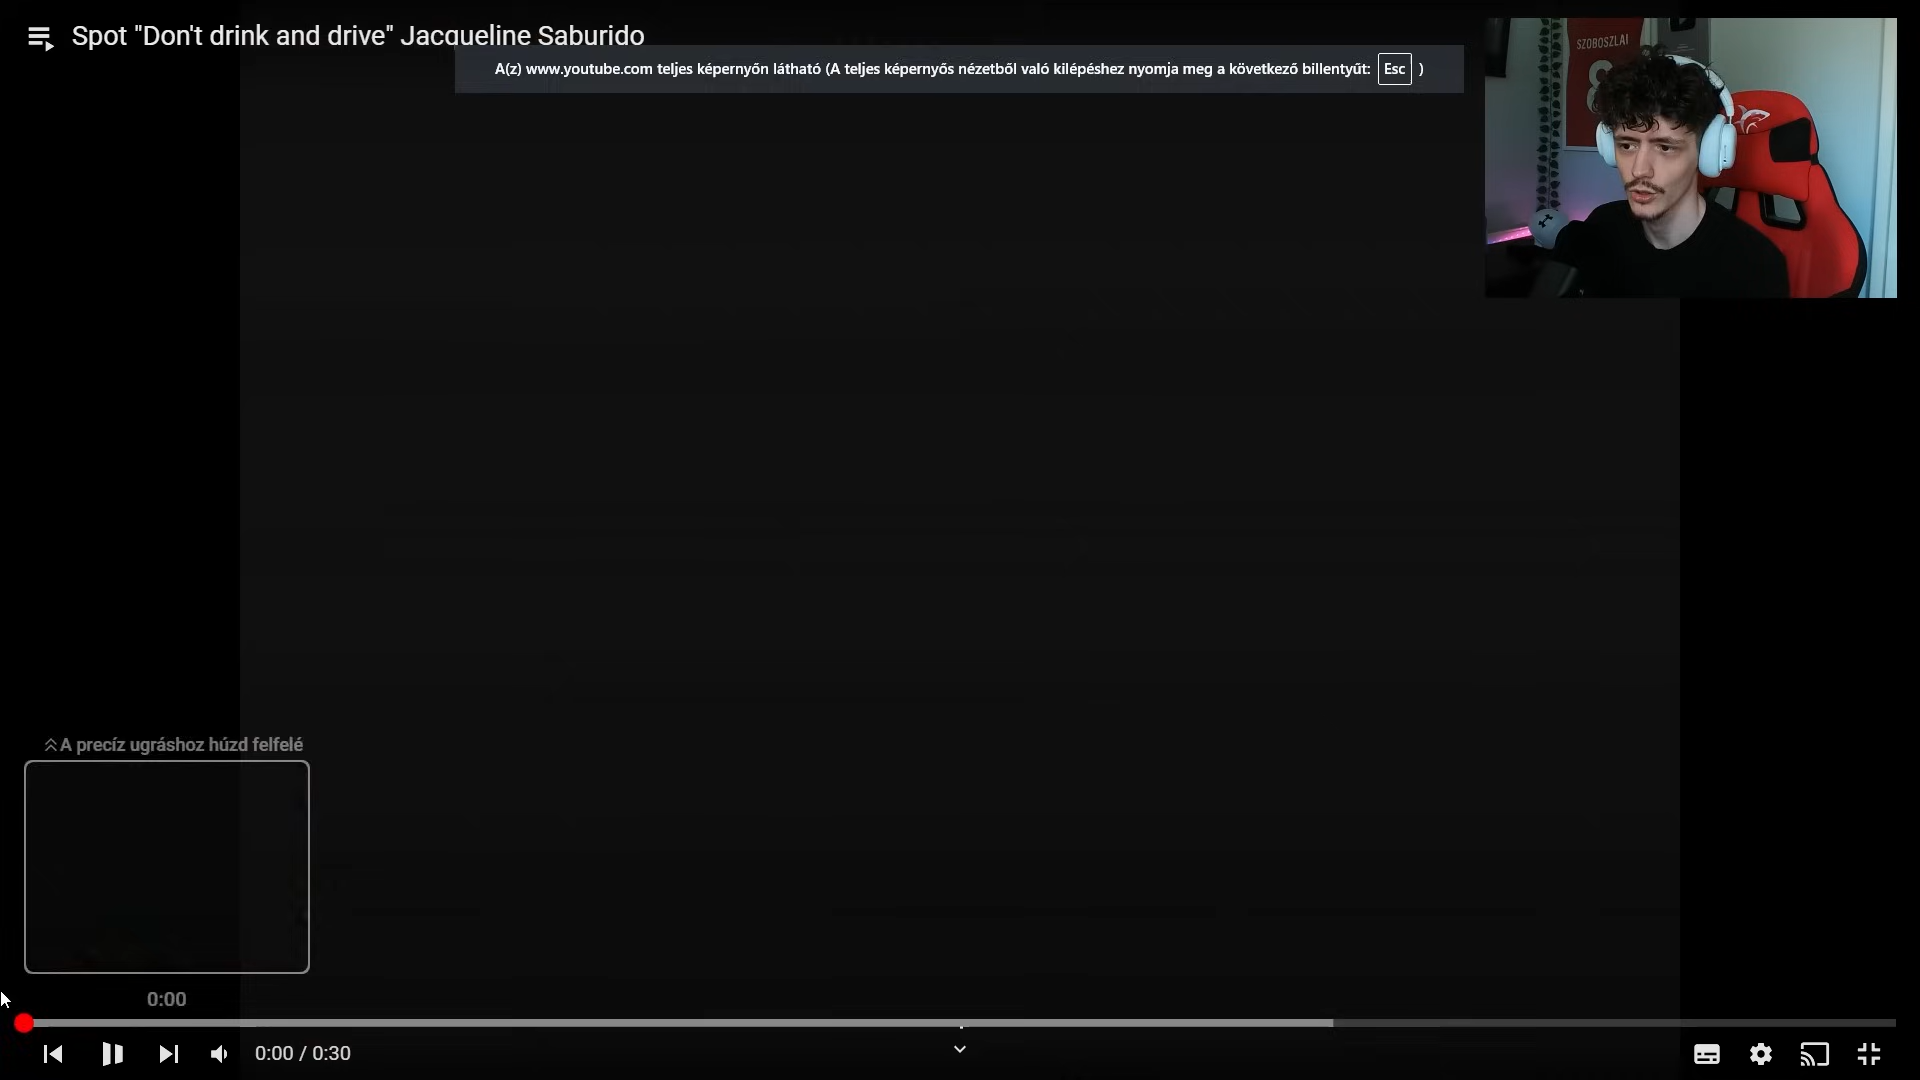 Spot "Don't drink and drive" Jacqueline Saburido
A(z) www.youtube.com teljes képernyőn látható (A teljes képernyős nézetből való kilépéshez nyomja meg a következő billentyűt: Esc )
SZOBOSZLAI
8
A precíz ugráshoz húzd felfelé
0:00
0:00 / 0:30